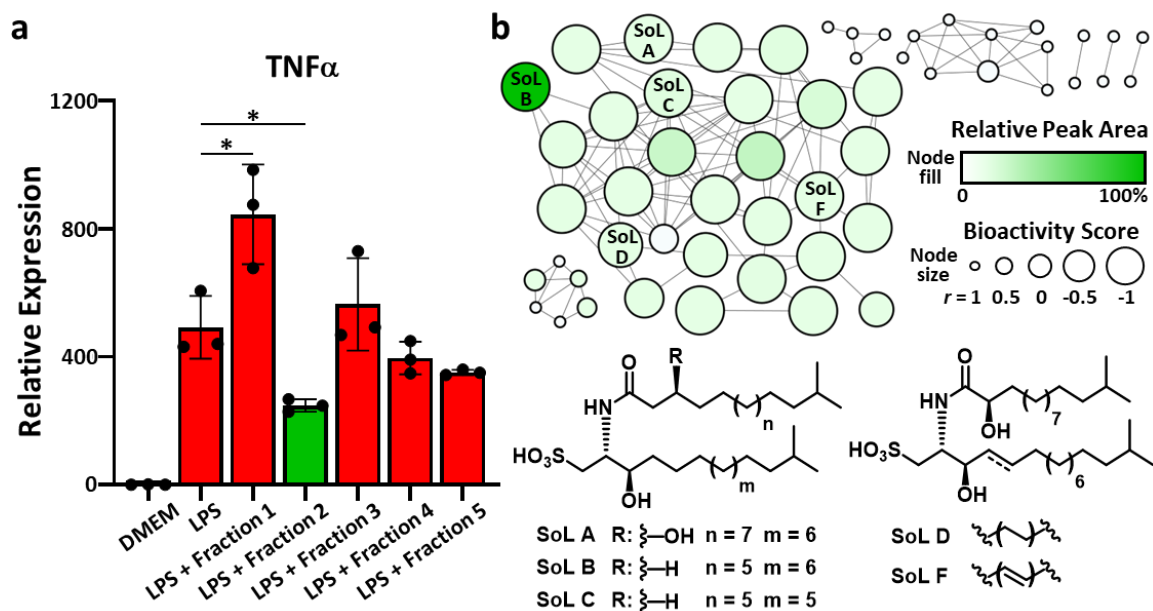 a
TNFα
Relative Expression
1200
800
400
0
*
*
DMEM
LPS
LPS + Fraction 1
LPS + Fraction 2
LPS + Fraction 3
LPS + Fraction 4
LPS + Fraction 5
b
SoL
A
SoL
B
SoL
C
SoL
D
SoL
F
Relative Peak Area
Node
fill
0
100%
Bioactivity Score
Node
size
r = 1 0.5 0 -0.5 -1
O
R
HN
n
HO₃S
m
OH
O
HN
7
OH
HO₃S
6
OH
SoL A R: OH n = 7 m = 6
SoL B R: H n = 5 m = 6
SoL C R: H n = 5 m = 5
SoL D
SoL F